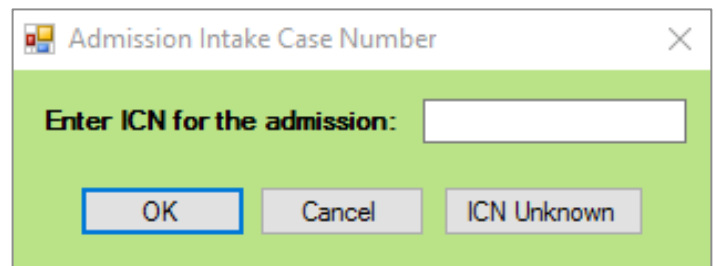 Admission Intake Case Number
Enter ICN for the admission:
OK Cancel ICN Unknown